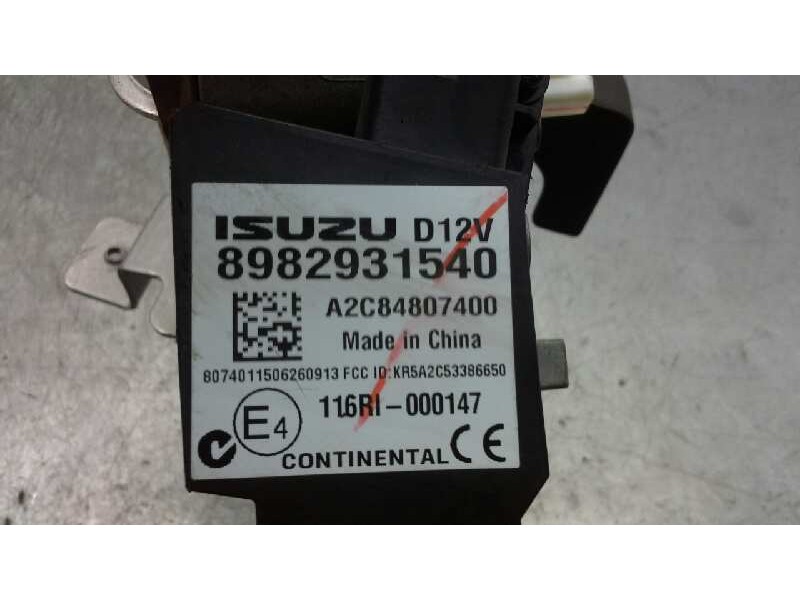 ISUZU D12V
8982931540
A2C84807400
Made in China
8074011506260913 FCC ID:KR5A2C53386650
E4 116RI-000147
CONTINENTAL CE